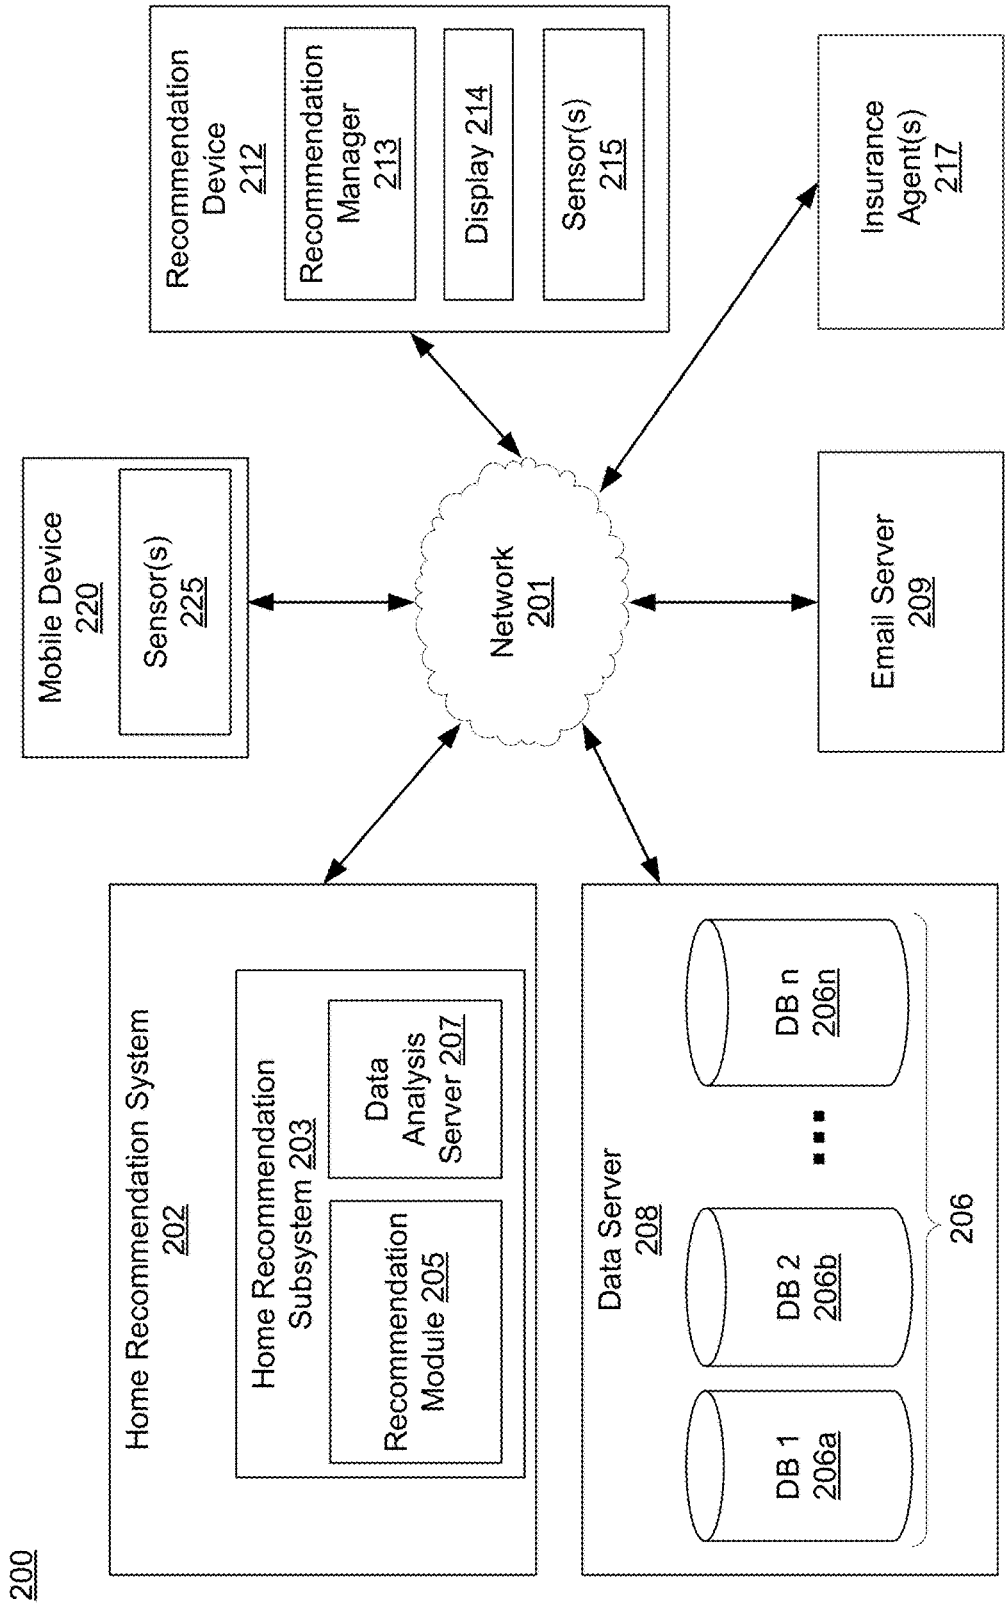 200
Home Recommendation System
202
Home Recommendation
Subsystem 203
Recommendation
Module 205
Data
Analysis
Server 207
Mobile Device
220
Sensor(s)
225
Recommendation
Device
212
Recommendation
Manager
213
Display 214
Sensor(s)
215
Network
201
Data Server
208
DB 1
206a
DB 2
206b
DB n
206n
206
Email Server
209
Insurance
Agent(s)
217